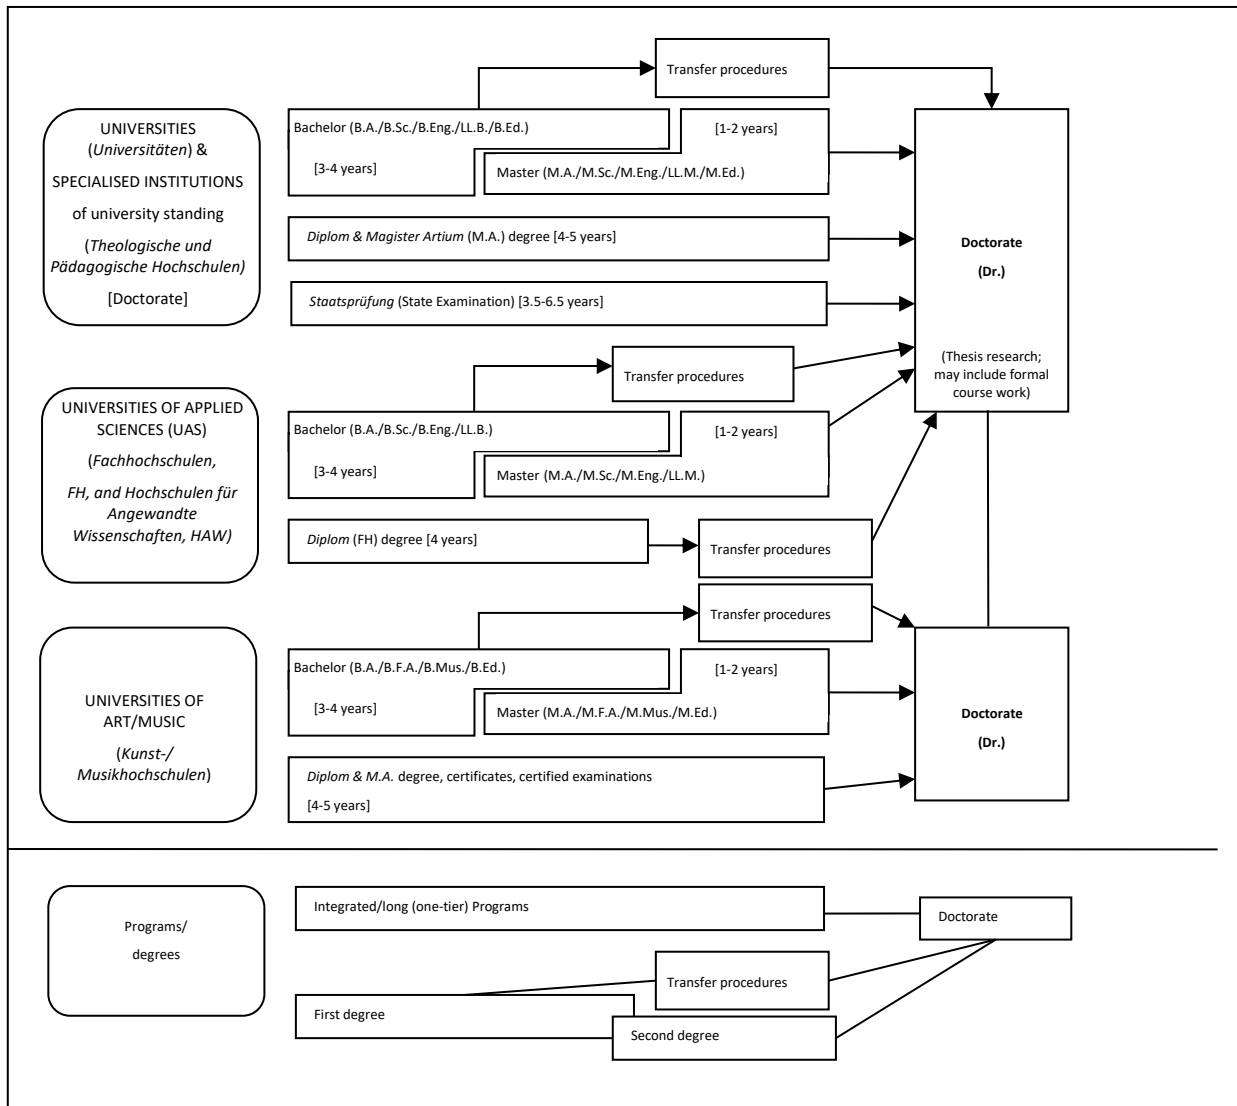 Transfer procedures
UNIVERSITIES
(Universitäten) &
SPECIALISED INSTITUTIONS
of university standing
(Theologische und
Pädagogische Hochschulen)
[Doctorate]
Bachelor (B.A./B.Sc./B.Eng./LL.B./B.Ed.)
[1-2 years]
[3-4 years]
Master (M.A./M.Sc./M.Eng./LL.M./M.Ed.)
Diplom & Magister Artium (M.A.) degree [4-5 years]
Staatsprüfung (State Examination) [3.5-6.5 years]
Doctorate
(Dr.)
(Thesis research;
may include formal
course work)
Transfer procedures
UNIVERSITIES OF APPLIED
SCIENCES (UAS)
(Fachhochschulen,
FH, and Hochschulen für
Angewandte
Wissenschaften, HAW)
Bachelor (B.A./B.Sc./B.Eng./LL.B.)
[1-2 years]
[3-4 years]
Master (M.A./M.Sc./M.Eng./LL.M.)
Diplom (FH) degree [4 years]
Transfer procedures
Transfer procedures
UNIVERSITIES OF
ART/MUSIC
(Kunst-/
Musikhochschulen)
Bachelor (B.A./B.F.A./B.Mus./B.Ed.)
[1-2 years]
[3-4 years]
Master (M.A./M.F.A./M.Mus./M.Ed.)
Diplom & M.A. degree, certificates, certified examinations
[4-5 years]
Doctorate
(Dr.)
Programs/
degrees
Integrated/long (one-tier) Programs
Doctorate
Transfer procedures
First degree
Second degree